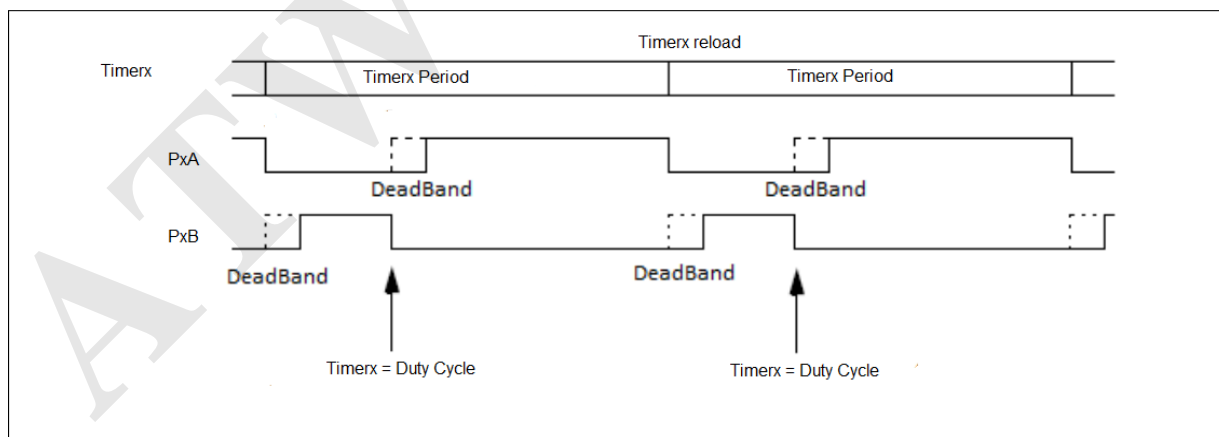 Timerx reload
Timerx
Timerx Period
Timerx Period
PxA
DeadBand
DeadBand
PxB
DeadBand
DeadBand
Timerx = Duty Cycle
Timerx = Duty Cycle
ATW